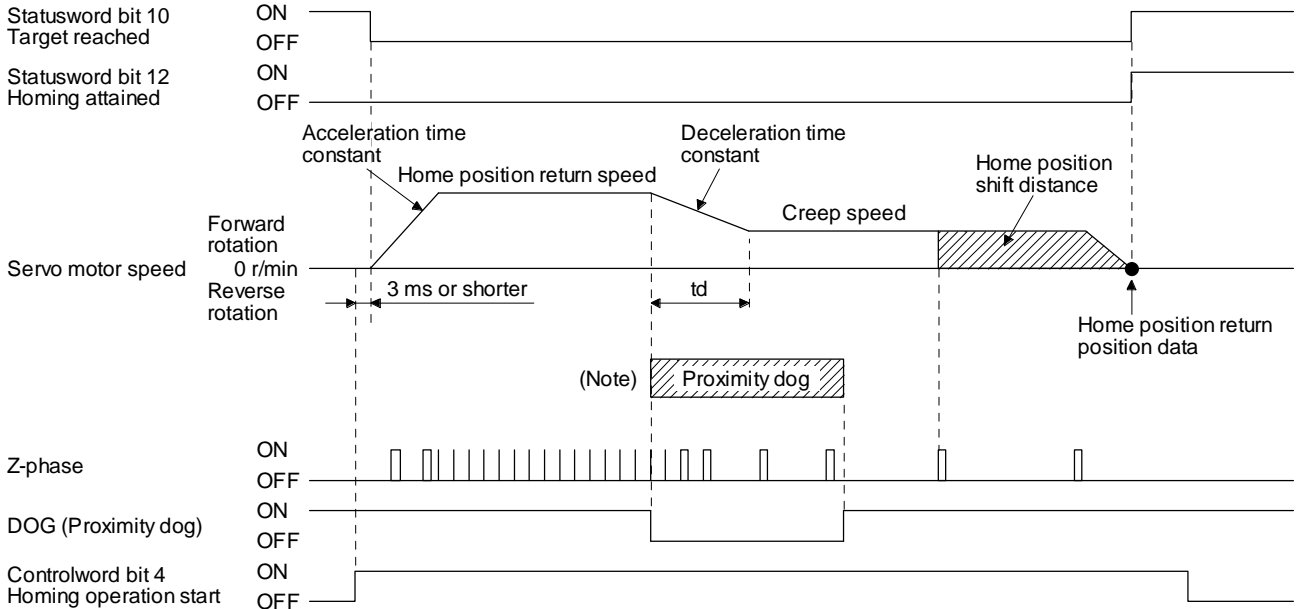 Statusword bit 10
Target reached
ON
OFF
Statusword bit 12
Homing attained
ON
OFF
Acceleration time
constant
Home position return speed
Deceleration time
constant
Creep speed
Home position
shift distance
Forward
rotation
Servo motor speed
0 r/min
Reverse
rotation
3 ms or shorter
td
Home position return
position data
(Note)
Proximity dog
Z-phase
ON
OFF
DOG (Proximity dog)
ON
OFF
Controlword bit 4
Homing operation start
ON
OFF